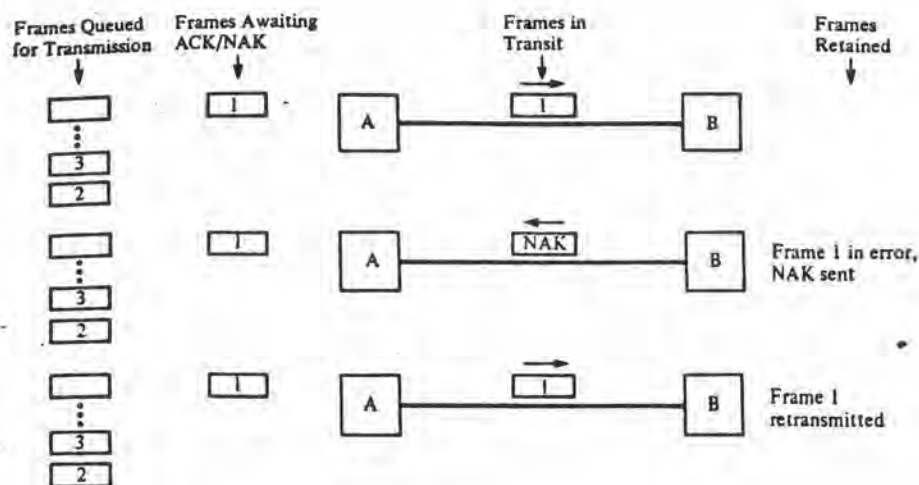 Frames Queued
for Transmission
Frames Awaiting
ACK/NAK
Frames in
Transit
Frames
Retained
1
A
1
B
3
2
1
A
NAK
B
Frame 1 in error,
NAK sent
3
2
1
A
1
B
Frame 1
retransmitted
3
2